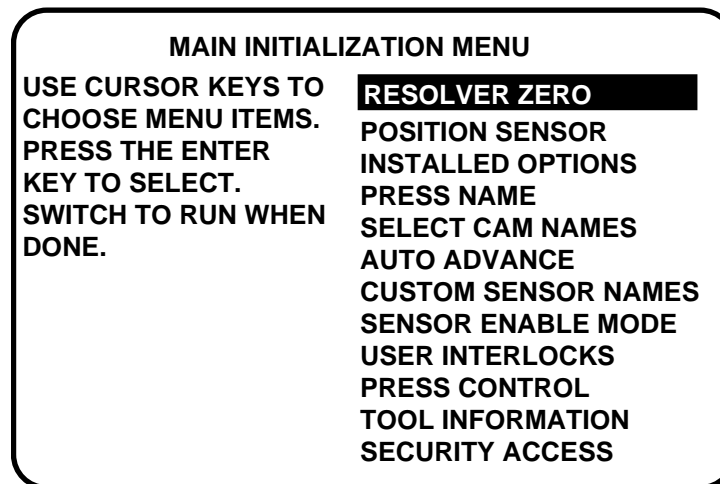 MAIN INITIALIZATION MENU
USE CURSOR KEYS TO
CHOOSE MENU ITEMS.
PRESS THE ENTER
KEY TO SELECT.
SWITCH TO RUN WHEN
DONE.
RESOLVER ZERO
POSITION SENSOR
INSTALLED OPTIONS
PRESS NAME
SELECT CAM NAMES
AUTO ADVANCE
CUSTOM SENSOR NAMES
SENSOR ENABLE MODE
USER INTERLOCKS
PRESS CONTROL
TOOL INFORMATION
SECURITY ACCESS